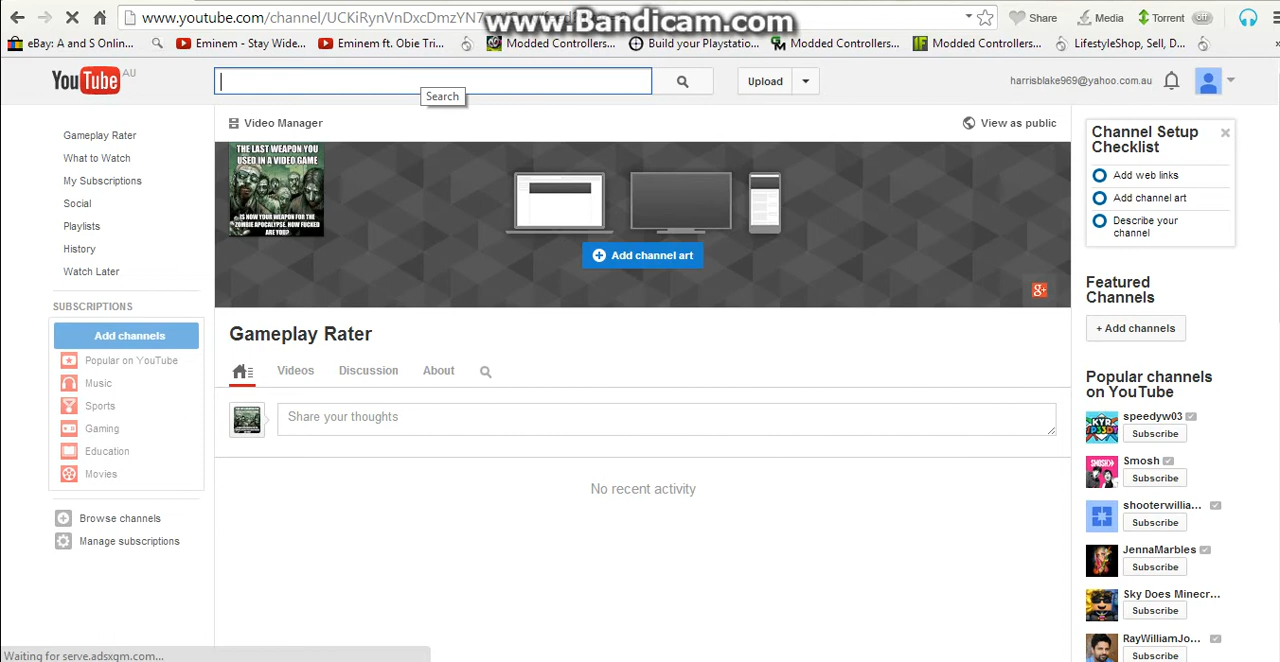 www.youtube.com/channel/UCKiRynVnDxcDmzYN7
www.Bandicam.com
Share
Media
Torrent
off
eBay: A and S Onlin...
Eminem - Stay Wide...
Eminem ft. Obie Tri...
Modded Controllers...
Build your Playstatio...
Modded Controllers...
Modded Controllers...
LifestyleShop, Sell, D...
YouTube AU
Search
Upload
harrisblake969@yahoo.com.au
Gameplay Rater
What to Watch
My Subscriptions
Social
Playlists
History
Watch Later
SUBSCRIPTIONS
Add channels
Popular on YouTube
Music
Sports
Gaming
Education
Movies
Browse channels
Manage subscriptions
Video Manager
View as public
THE LAST WEAPON YOU
USED IN A VIDEO GAME
IS NOW YOUR WEAPON FOR THE
ZOMBIE APOCALYPSE. HOW FUCKED
ARE YOU?
Add channel art
g+
Gameplay Rater
Videos
Discussion
About
Share your thoughts
No recent activity
Channel Setup
Checklist
Add web links
Add channel art
Describe your
channel
Featured
Channels
+ Add channels
Popular channels
on YouTube
speedyw03
Subscribe
Smosh
Subscribe
shooterwillia...
Subscribe
JennaMarbles
Subscribe
Sky Does Minecr...
Subscribe
RayWilliamJo...
Subscribe
Waiting for serve.adsxgm.com...